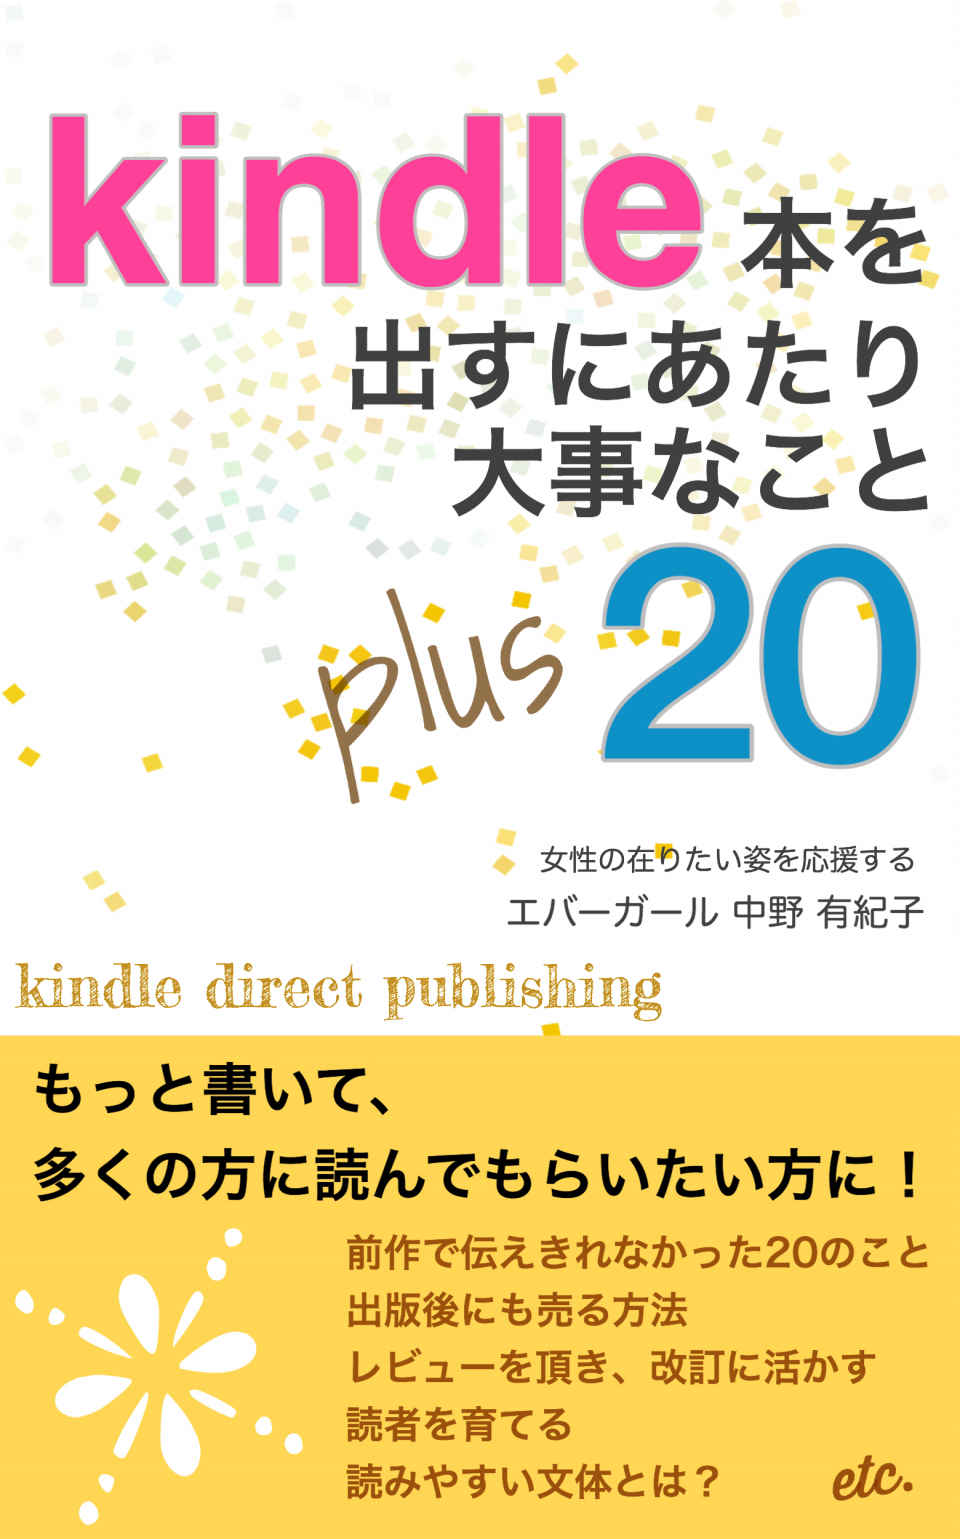 kindle 本を
出すにあたり
大事なこと
plus 20
女性の在りたい姿を応援する
エバーガール 中野 有紀子
kindle direct publishing
もっと書いて、
多くの方に読んでもらいたい方に！
前作で伝えきれなかった20のこと
出版後にも売る方法
レビューを頂き、改訂に活かす
読者を育てる
読みやすい文体とは？
etc.